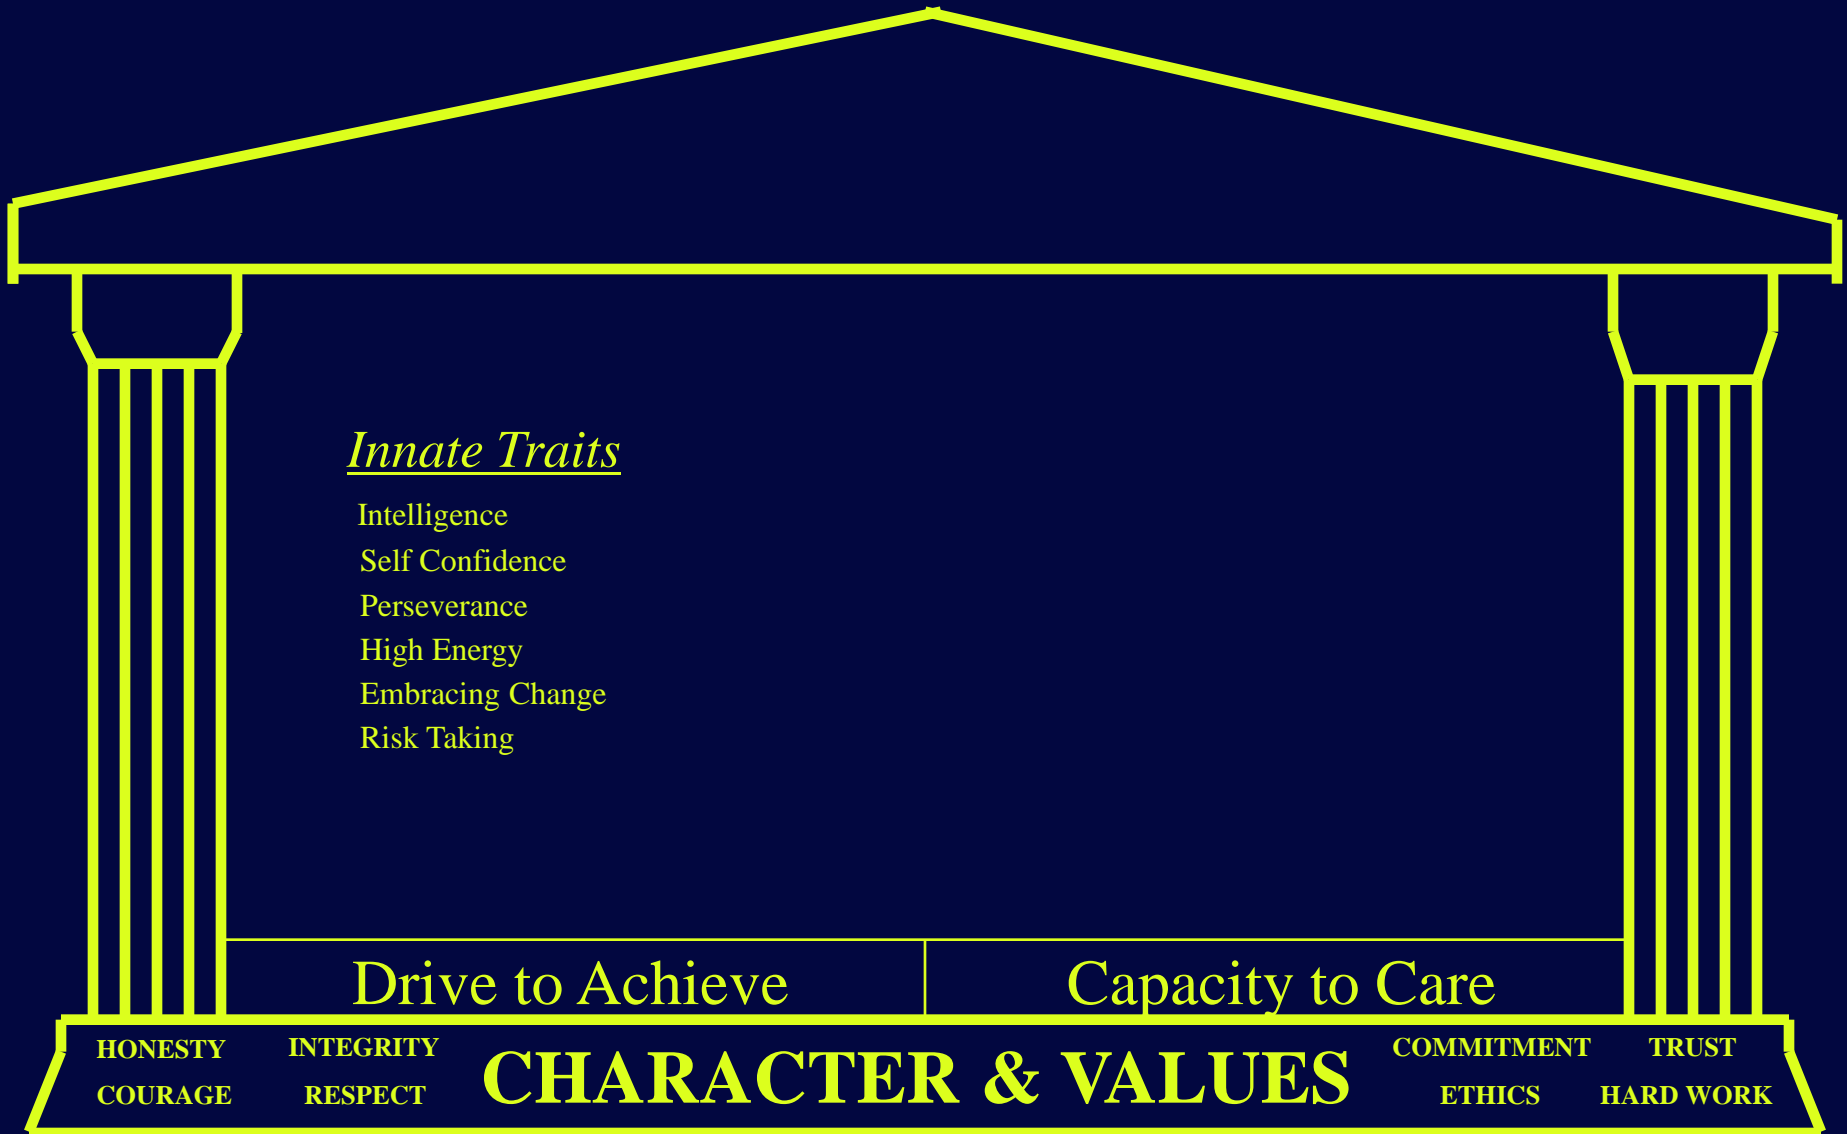 Innate Traits
Intelligence
Self Confidence
Perseverance
High Energy
Embracing Change
Risk Taking
Drive to Achieve
Capacity to Care
HONESTY
INTEGRITY
COURAGE
RESPECT
CHARACTER & VALUES
COMMITMENT
TRUST
ETHICS
HARD WORK